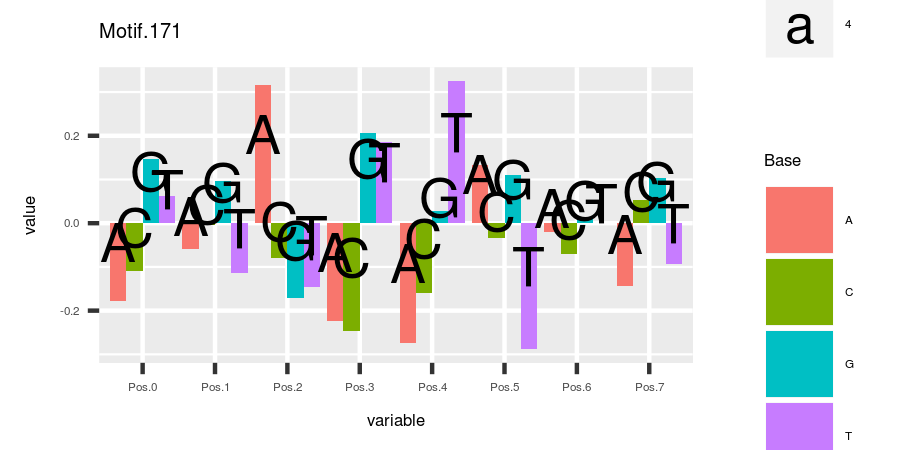 Motif.171
a 4
value
0.2
0.0
-0.2
A C G T A C G T A C G T A C G T A C G T A C G T A C G T A C G T
Pos.0 Pos.1 Pos.2 Pos.3 Pos.4 Pos.5 Pos.6 Pos.7
variable
Base
A
C
G
T